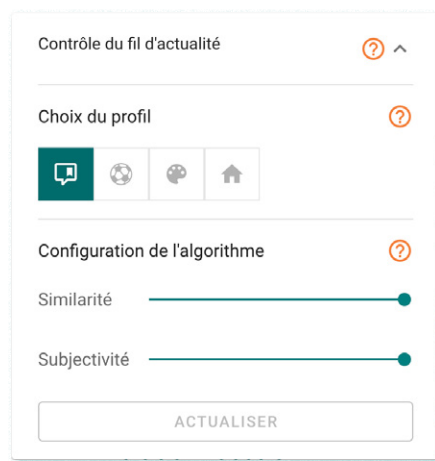 Contrôle du fil d'actualité
Choix du profil
Configuration de l'algorithme
Similarité
Subjectivité
ACTUALISER